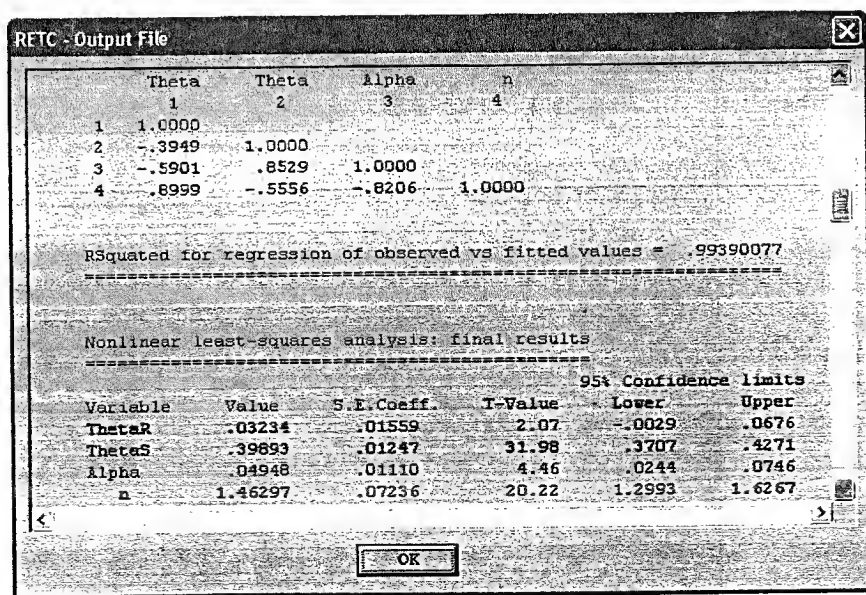 RETC - Output File
Theta Theta Alpha n
1 2 3 4
1 1.0000
2 -.3949 1.0000
3 -.5901 .8529 1.0000
4 .8999 -.5556 -.8206 1.0000
RSquated for regression of observed vs fitted values = .99390077
==============================================================
Nonlinear least-squares analysis: final results
=============================================
95% Confidence limits
Variable Value S.E.Coeff. T-Value Lower Upper
ThetaR .03234 .01559 2.07 -.0029 .0676
ThetaS .39893 .01247 31.98 .3707 .4271
Alpha .04948 .01110 4.46 .0244 .0746
n 1.46297 .07236 20.22 1.2993 1.6267
OK